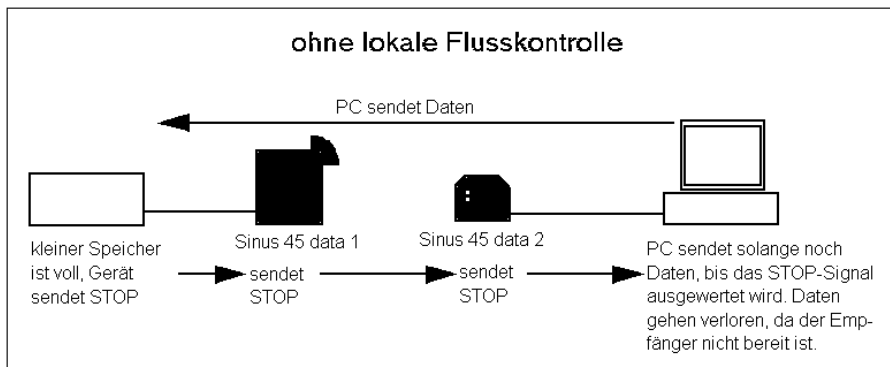 ohne lokale Flusskontrolle
PC sendet Daten
kleiner Speicher
ist voll, Gerät
sendet STOP
Sinus 45 data 1
sendet
STOP
Sinus 45 data 2
sendet
STOP
PC sendet solange noch
Daten, bis das STOP-Signal
ausgewertet wird. Daten
gehen verloren, da der Emp-
fänger nicht bereit ist.